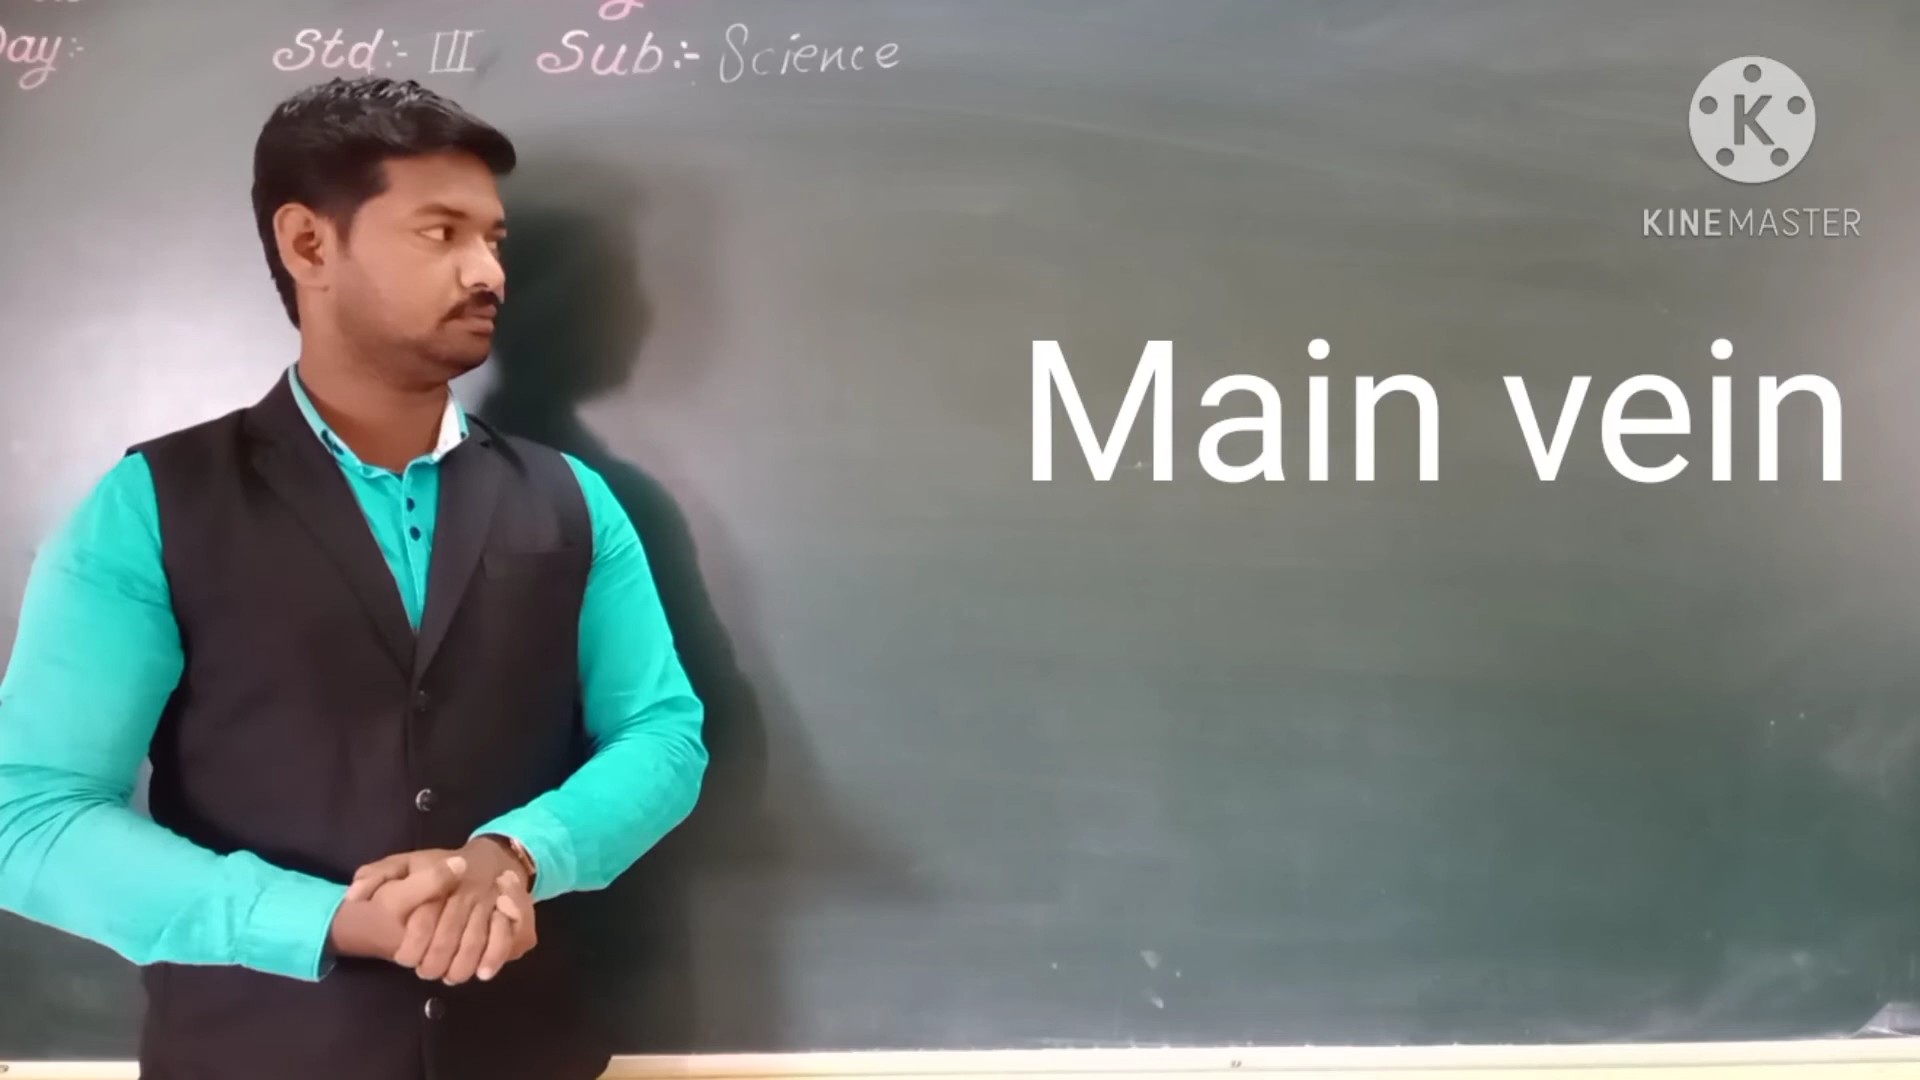 Day:-
Std:- III Sub:- Science
K
KINEMASTER
Main vein